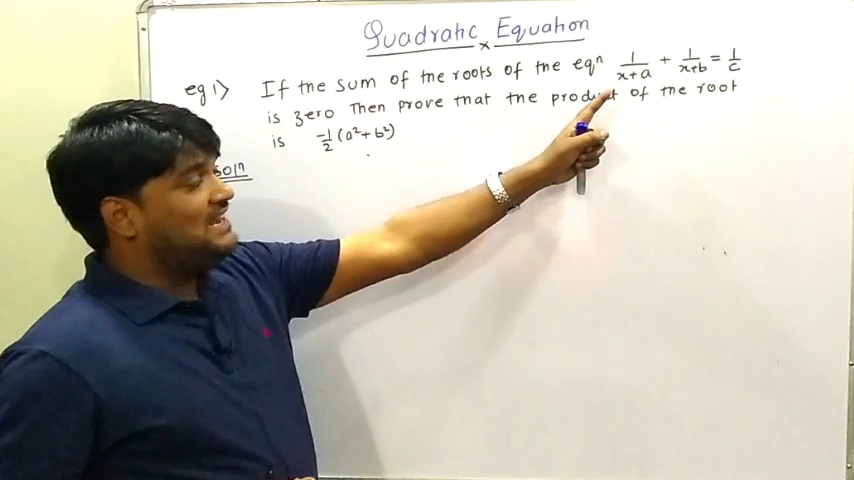 Quadratic Equation
eg 1> If the sum of the roots of the eqn 1/(x+a) + 1/(x+b) = 1/c
is zero Then prove that the product of the root
is -1/2 (a²+b²)
soln